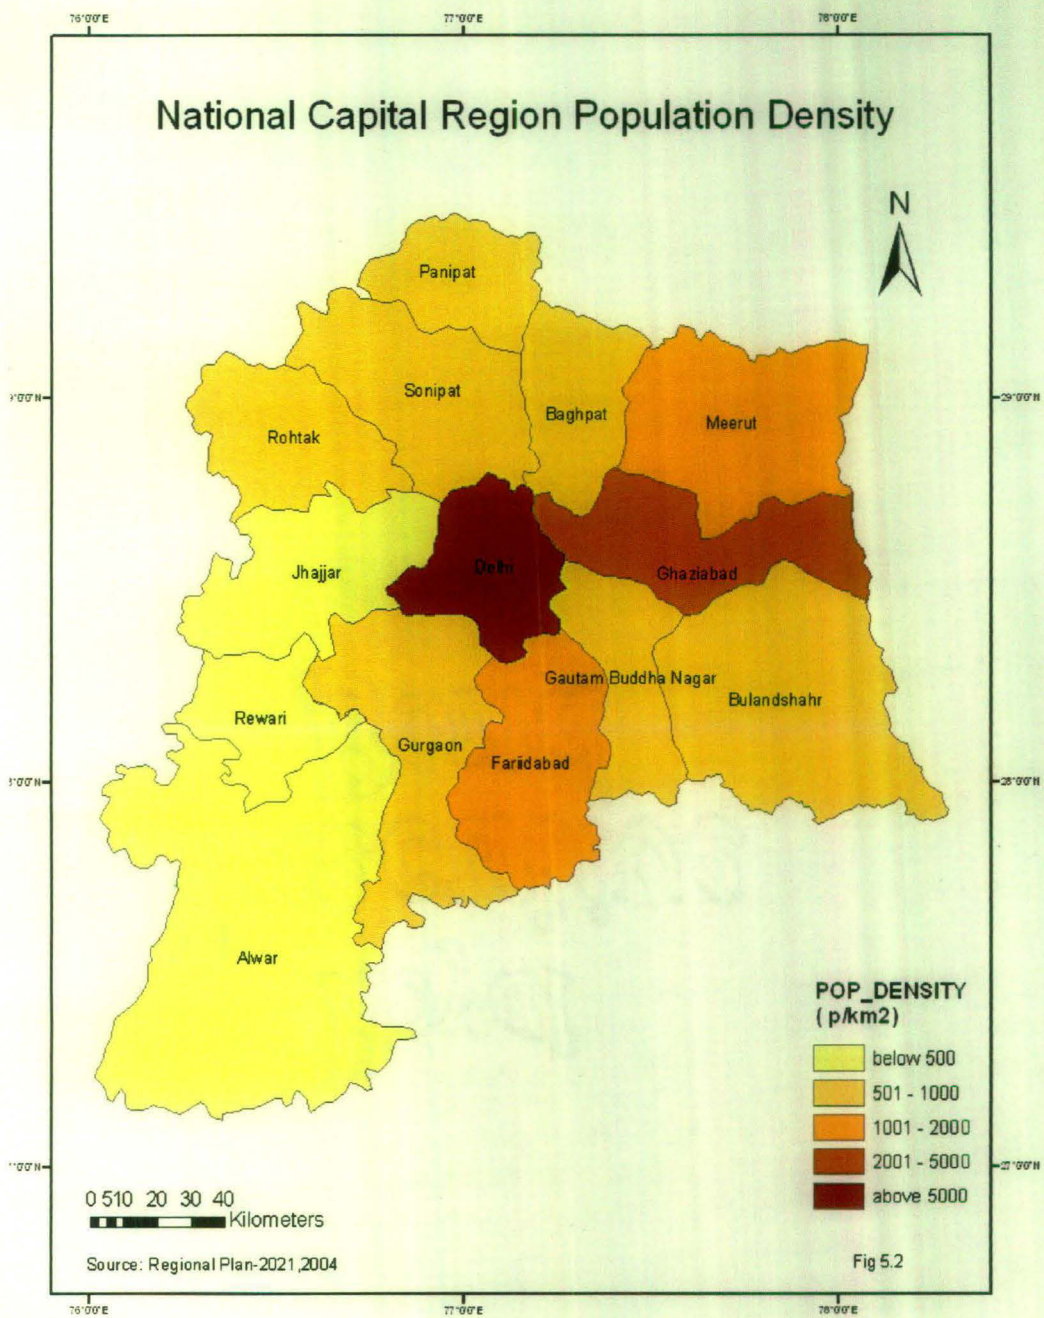 76°0'0"E 77°0'0"E 78°0'0"E
National Capital Region Population Density
N
Panipat
Sonipat
Baghpat
Meerut
Rohtak
29°0'0"N
Jhajjar
Delhi
Ghaziabad
Gautam Buddha Nagar
Bulandshahr
Rewari
Gurgaon
Fariidabad
28°0'0"N
Alwar
POP_DENSITY
( p/km2)
below 500
501 - 1000
1001 - 2000
2001 - 5000
above 5000
27°0'0"N
0 510 20 30 40
Kilometers
Source: Regional Plan-2021,2004
Fig 5.2
76°0'0"E 77°0'0"E 78°0'0"E